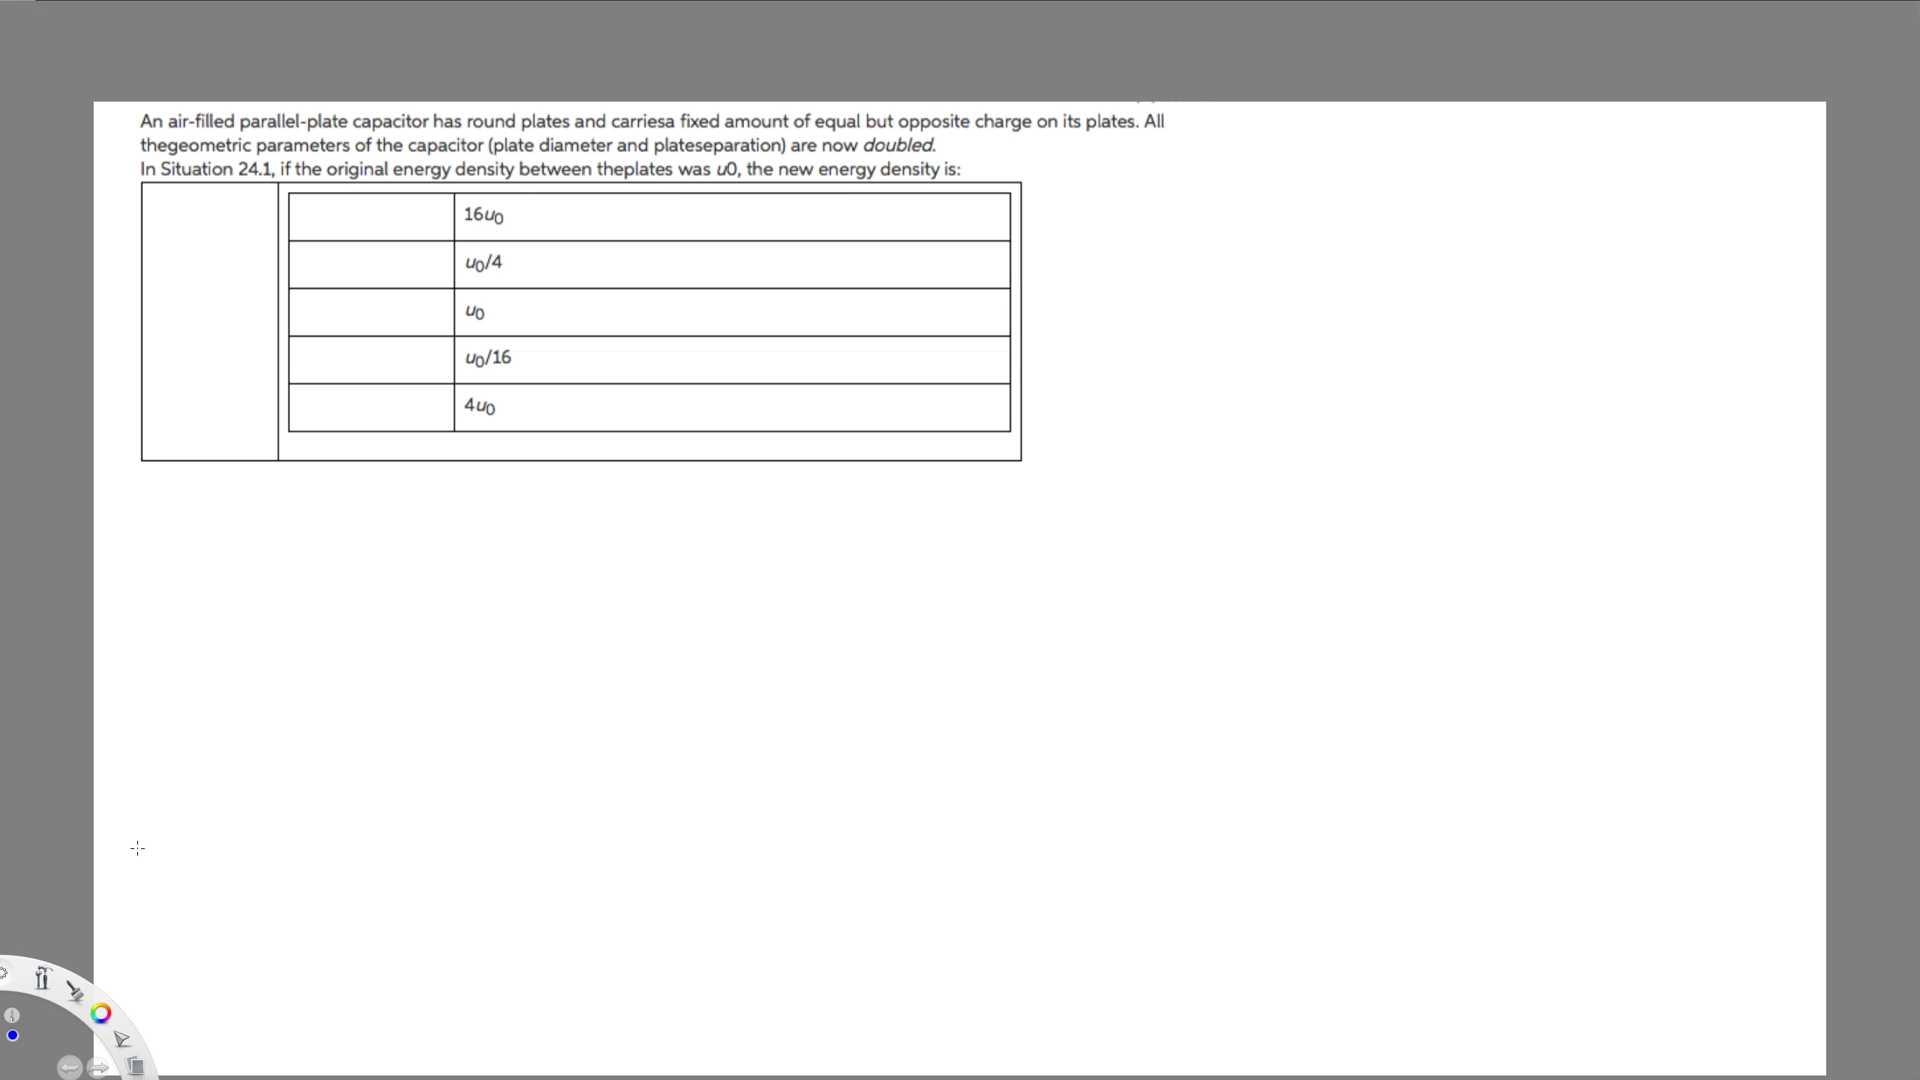 An air-filled parallel-plate capacitor has round plates and carriesa fixed amount of equal but opposite charge on its plates. All
thegeometric parameters of the capacitor (plate diameter and plateseparation) are now doubled.
In Situation 24.1, if the original energy density between theplates was u0, the new energy density is:
16u₀
u₀/4
u₀
u₀/16
4u₀